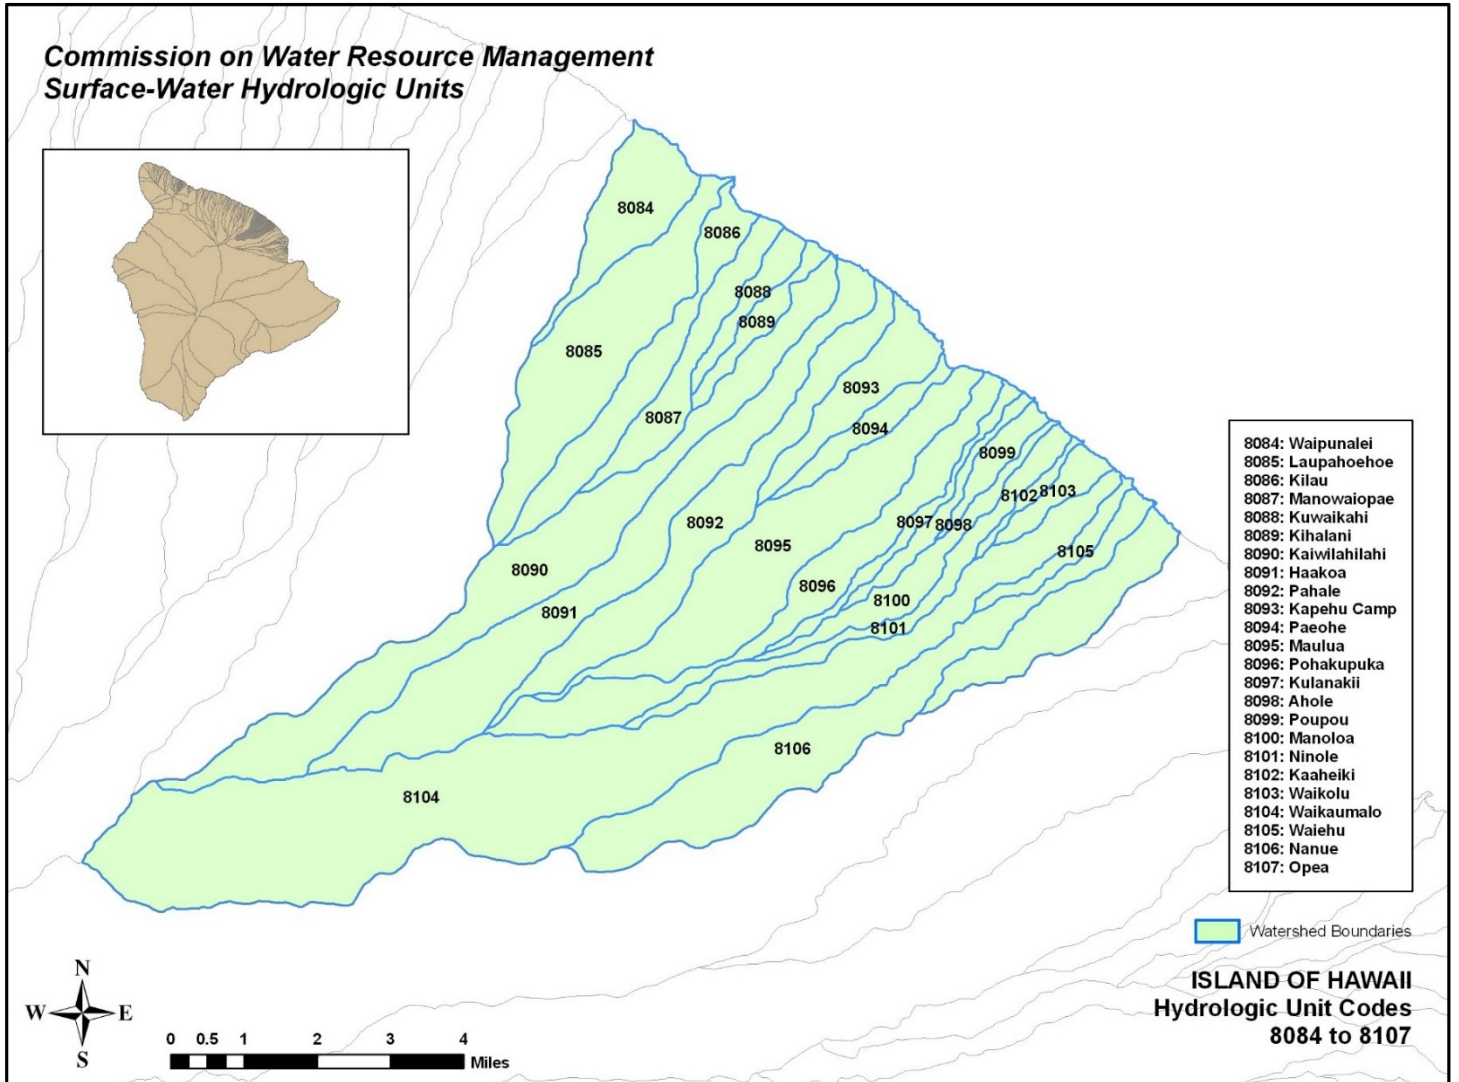 Commission on Water Resource Management
Surface-Water Hydrologic Units
8084
8086
8088
8089
8085
8093
8087
8094
8099
8103
8102
8092
8097
8098
8095
8105
8090
8096
8100
8091
8101
8106
8104
8084: Waipunalei
8085: Laupahoehoe
8086: Kilau
8087: Manowaiopae
8088: Kuwaikahi
8089: Kihalani
8090: Kaiwilahilahi
8091: Haakoa
8092: Pahale
8093: Kapehu Camp
8094: Paeohe
8095: Maulua
8096: Pohakupuka
8097: Kulanakii
8098: Ahole
8099: Poupou
8100: Manoloa
8101: Ninole
8102: Kaaheiki
8103: Waikolu
8104: Waikaumalo
8105: Waiehu
8106: Nanue
8107: Opea
Watershed Boundaries
ISLAND OF HAWAII
Hydrologic Unit Codes
8084 to 8107
N
W E
S
0 0.5 1 2 3 4
Miles